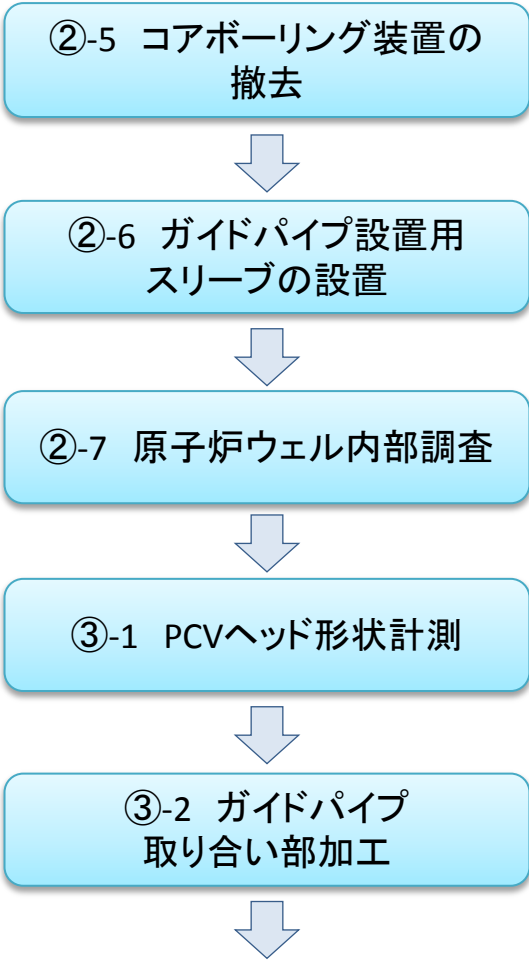 ②-5 コアボーリング装置の
撤去
②-6 ガイドパイプ設置用
スリーブの設置
②-7 原子炉ウェル内部調査
③-1 PCVヘッド形状計測
③-2 ガイドパイプ
取り合い部加工